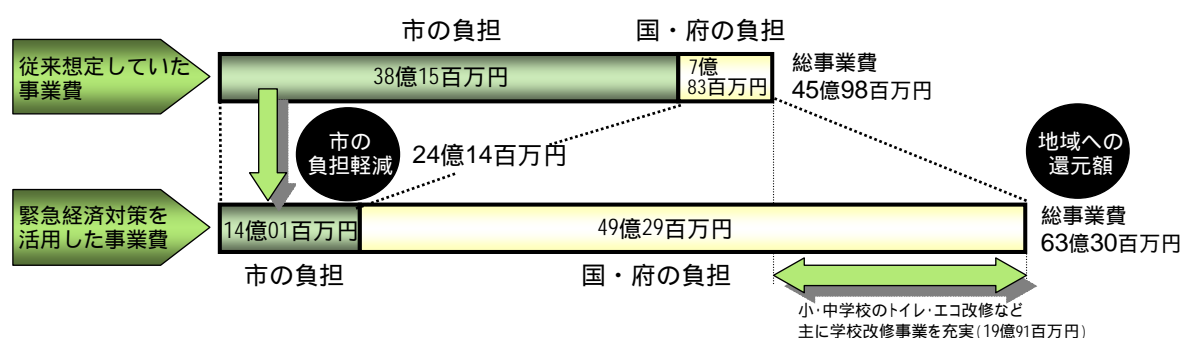 市の負担
国・府の負担
従来想定していた
事業費
38億15百万円
7億
83百万円
総事業費
45億98百万円
市の
負担軽減
24億14百万円
地域への
還元額
緊急経済対策を
活用した事業費
14億01百万円
49億29百万円
総事業費
63億30百万円
市の負担
国・府の負担
小・中学校のトイレ・エコ改修など
主に学校改修事業を充実(19億91百万円)